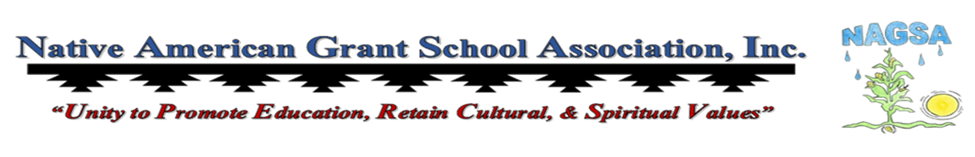 Native American Grant School Association, Inc.
"Unity to Promote Education, Retain Cultural, & Spiritual Values"
NAGSA